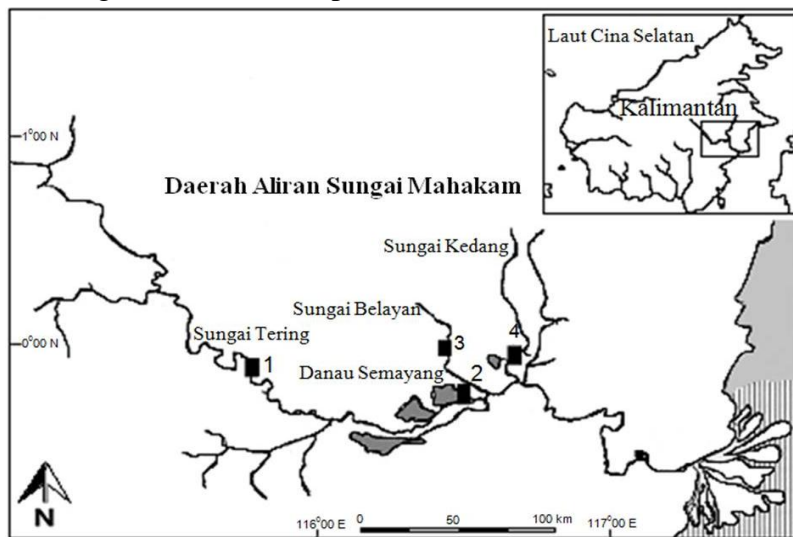 Laut Cina Selatan
Kalimantan
1°00 N
Daerah Aliran Sungai Mahakam
Sungai Kedang
Sungai Belayan
0°00 N
Sungai Tering
1
3
4
Danau Semayang
2
N
0 50 100 km
116°00 E
117°00 E